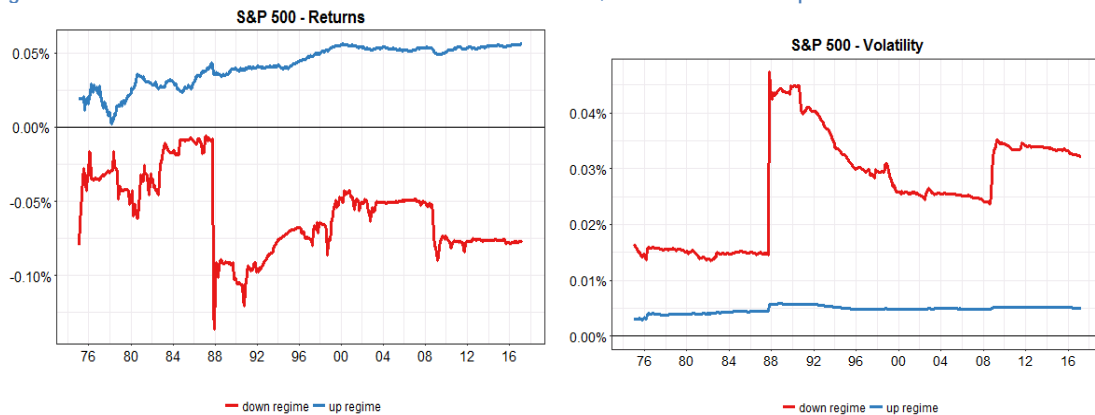 S&P 500 - Returns
0.05%
0.00%
-0.05%
-0.10%
76 80 84 88 92 96 00 04 08 12 16
down regime up regime
S&P 500 - Volatility
0.04%
0.03%
0.02%
0.01%
0.00%
76 80 84 88 92 96 00 04 08 12 16
down regime up regime